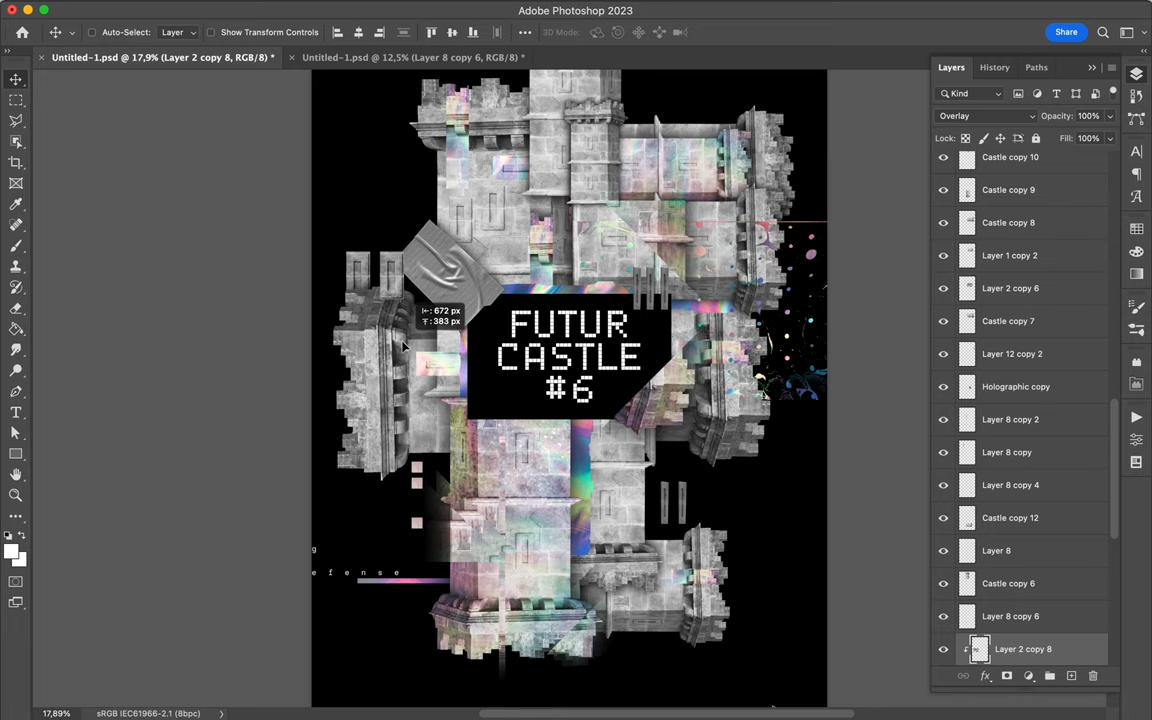 Adobe Photoshop 2023
Auto-Select: Layer Show Transform Controls 3D Mode: Share
Untitled-1.psd @ 17,9% (Layer 2 copy 8, RGB/8) * Untitled-1.psd @ 12,5% (Layer 8 copy 6, RGB/8) *
Layers History Paths
Kind
Overlay Opacity: 100%
Lock: Fill: 100%
Castle copy 10
Castle copy 9
Castle copy 8
Layer 1 copy 2
Layer 2 copy 6
Castle copy 7
Layer 12 copy 2
Holographic copy
Layer 8 copy 2
Layer 8 copy
Layer 8 copy 4
Castle copy 12
Layer 8
Castle copy 6
Layer 8 copy 6
Layer 2 copy 8
672 px
383 px
FUTUR
CASTLE
#6
g
efense
17,89% sRGB IEC61966-2.1 (8bpc)